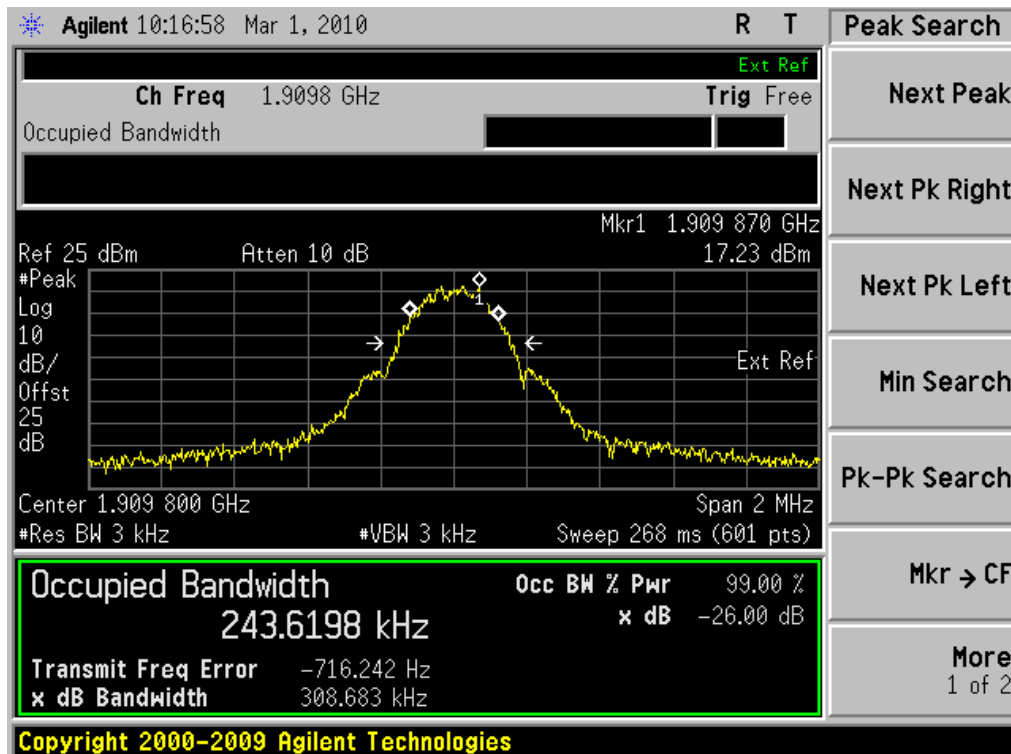 Agilent 10:16:58 Mar 1, 2010 R T
Peak Search
Ext Ref
Ch Freq 1.9098 GHz Trig Free
Occupied Bandwidth
Mkr1 1.909 870 GHz
Ref 25 dBm Atten 10 dB 17.23 dBm
#Peak
Log
10
dB/
Offst
25
dB
1
Ext Ref
Center 1.909 800 GHz Span 2 MHz
#Res BW 3 kHz #VBW 3 kHz Sweep 268 ms (601 pts)
Occupied Bandwidth
243.6198 kHz
Occ BW % Pwr 99.00 %
x dB -26.00 dB
Transmit Freq Error -716.242 Hz
x dB Bandwidth 308.683 kHz
Next Peak
Next Pk Right
Next Pk Left
Min Search
Pk-Pk Search
Mkr → CF
More
1 of 2
Copyright 2000-2009 Agilent Technologies